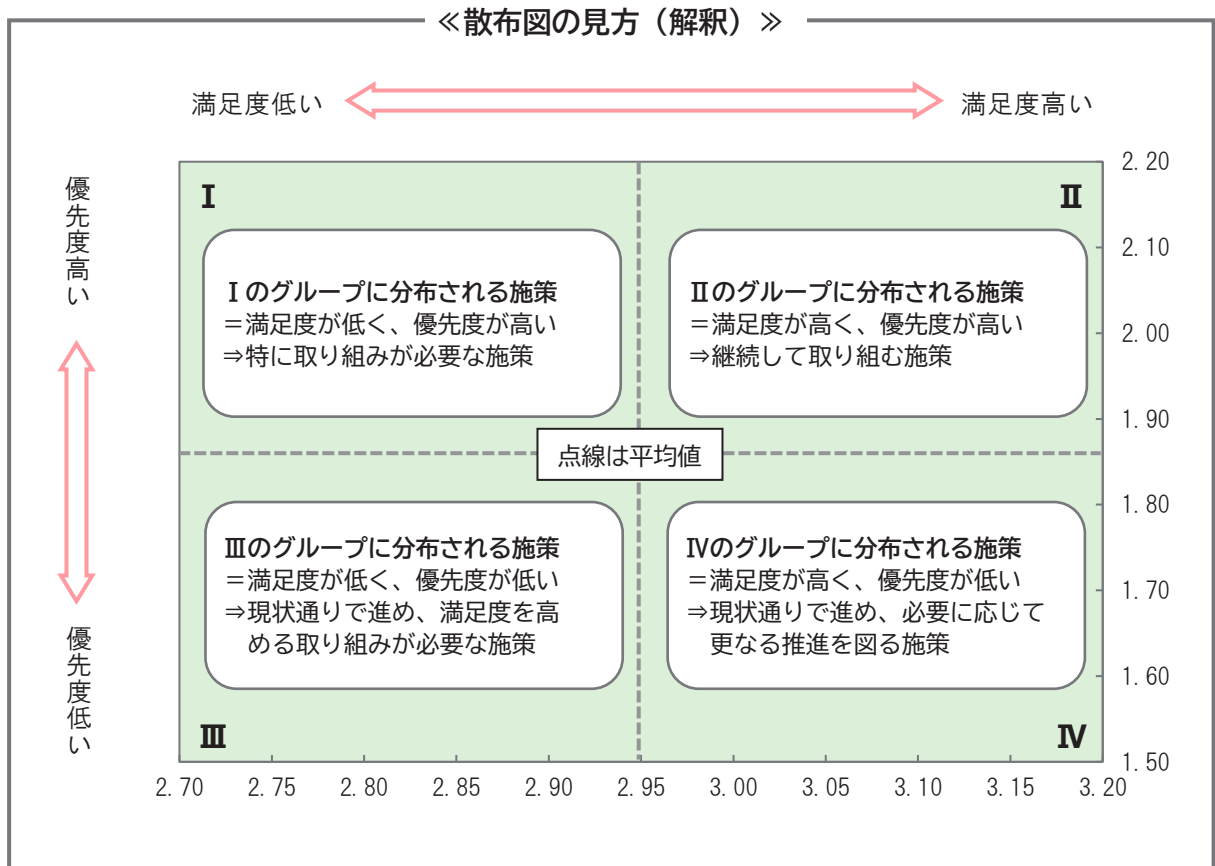 ≪散布図の見方（解釈）≫
満足度低い
満足度高い
優先度高い
優先度低い
Ⅰ
Ⅰのグループに分布される施策
＝満足度が低く、優先度が高い
⇒特に取り組みが必要な施策
Ⅱ
Ⅱのグループに分布される施策
＝満足度が高く、優先度が高い
⇒継続して取り組む施策
点線は平均値
Ⅲのグループに分布される施策
＝満足度が低く、優先度が低い
⇒現状通りで進め、満足度を高
める取り組みが必要な施策
Ⅲ
Ⅳのグループに分布される施策
＝満足度が高く、優先度が低い
⇒現状通りで進め、必要に応じて
更なる推進を図る施策
Ⅳ
2.20
2.10
2.00
1.90
1.80
1.70
1.60
1.50
2.70 2.75 2.80 2.85 2.90 2.95 3.00 3.05 3.10 3.15 3.20